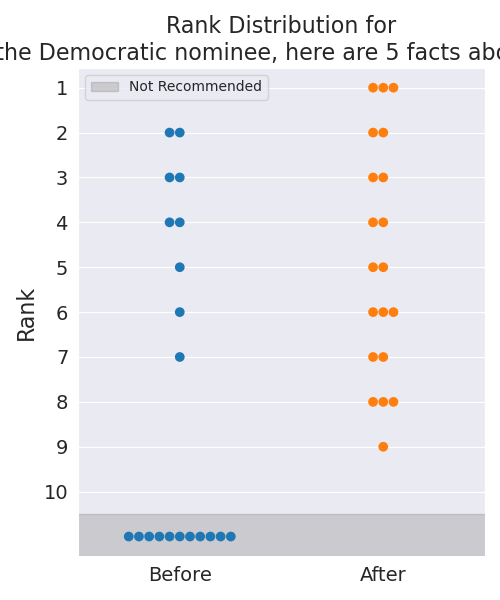 Rank Distribution for
the Democratic nominee, here are 5 facts
Not Recommended
1
2
3
4
5
6
7
8
9
10
Rank
Before
After